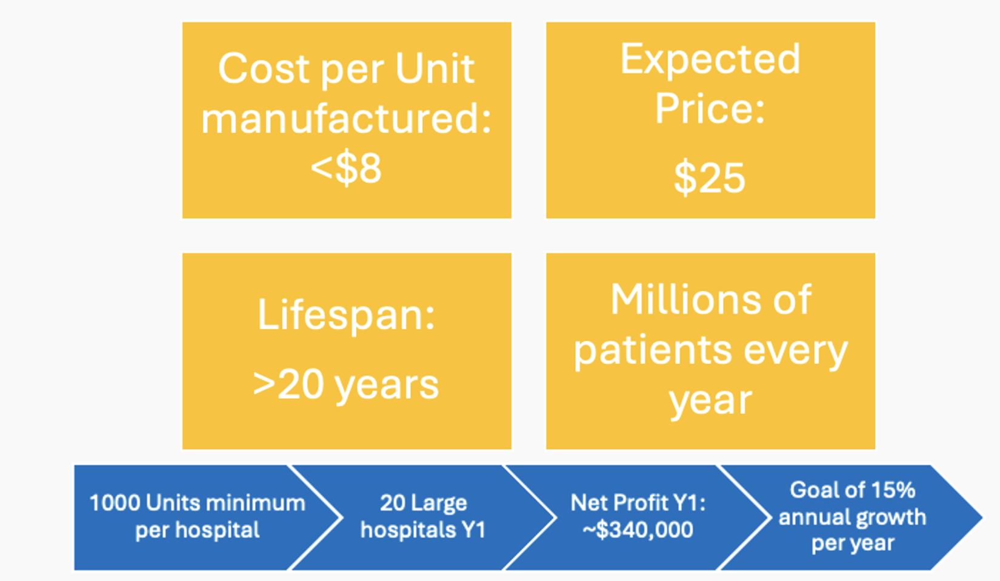 Cost per Unit
manufactured:
<$8
Expected
Price:
$25
Lifespan:
>20 years
Millions of
patients every
year
1000 Units minimum
per hospital
20 Large
hospitals Y1
Net Profit Y1:
~$340,000
Goal of 15%
annual growth
per year